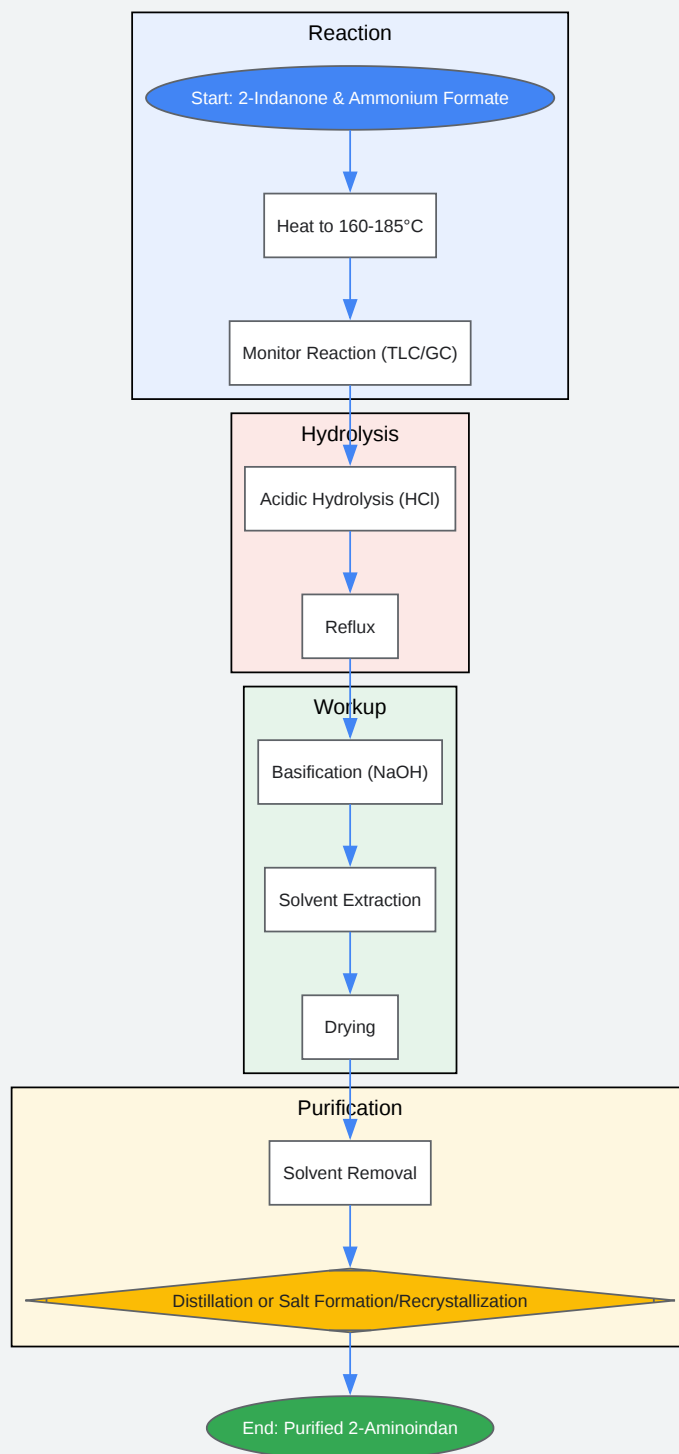 Reaction
Start: 2-Indanone & Ammonium Formate
Heat to 160-185°C
Monitor Reaction (TLC/GC)
Hydrolysis
Acidic Hydrolysis (HCl)
Reflux
Workup
Basification (NaOH)
Solvent Extraction
Drying
Purification
Solvent Removal
Distillation or Salt Formation/Recrystallization
End: Purified 2-Aminoindan